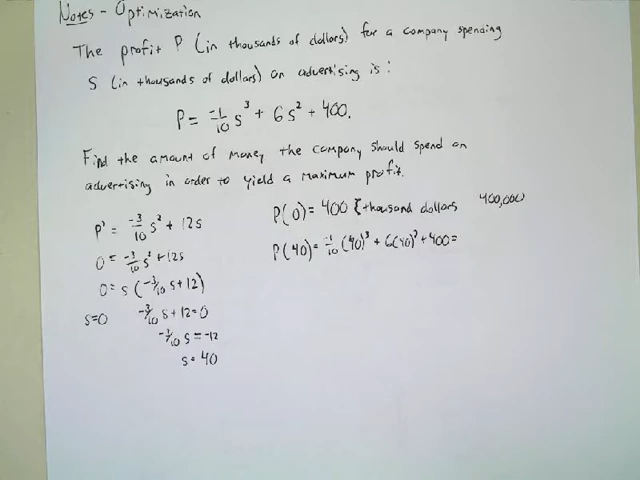 Notes - Optimization
The profit P (in thousands of dollars) for a company spending
S (in thousands of dollars) on advertising is:
P = -1/10 s³ + 6s² + 400.
Find the amount of money the company should spend on
advertising in order to yield a maximum profit.
P' = -3/10 s² + 12s
0 = -3/10 s² + 12s
0 = s (-3/10 s + 12)
s=0 -3/10 s + 12 = 0
-3/10 s = -12
s = 40
P(0) = 400 thousand dollars 400,000
P(40) = -1/10 (40)³ + 6(40)² + 400 =